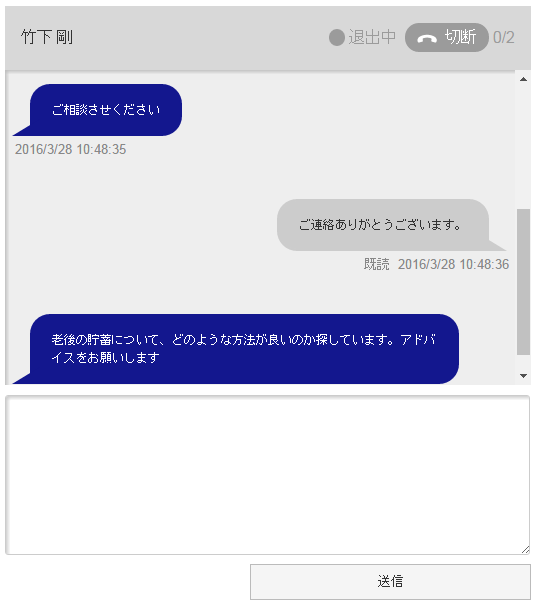 竹下 剛 退出中 切断 0/2
ご相談させください
2016/3/28 10:48:35
ご連絡ありがとうございます。
既読 2016/3/28 10:48:36
老後の貯蓄について、どのような方法が良いのか探しています。アドバ
イスをお願いします
送信